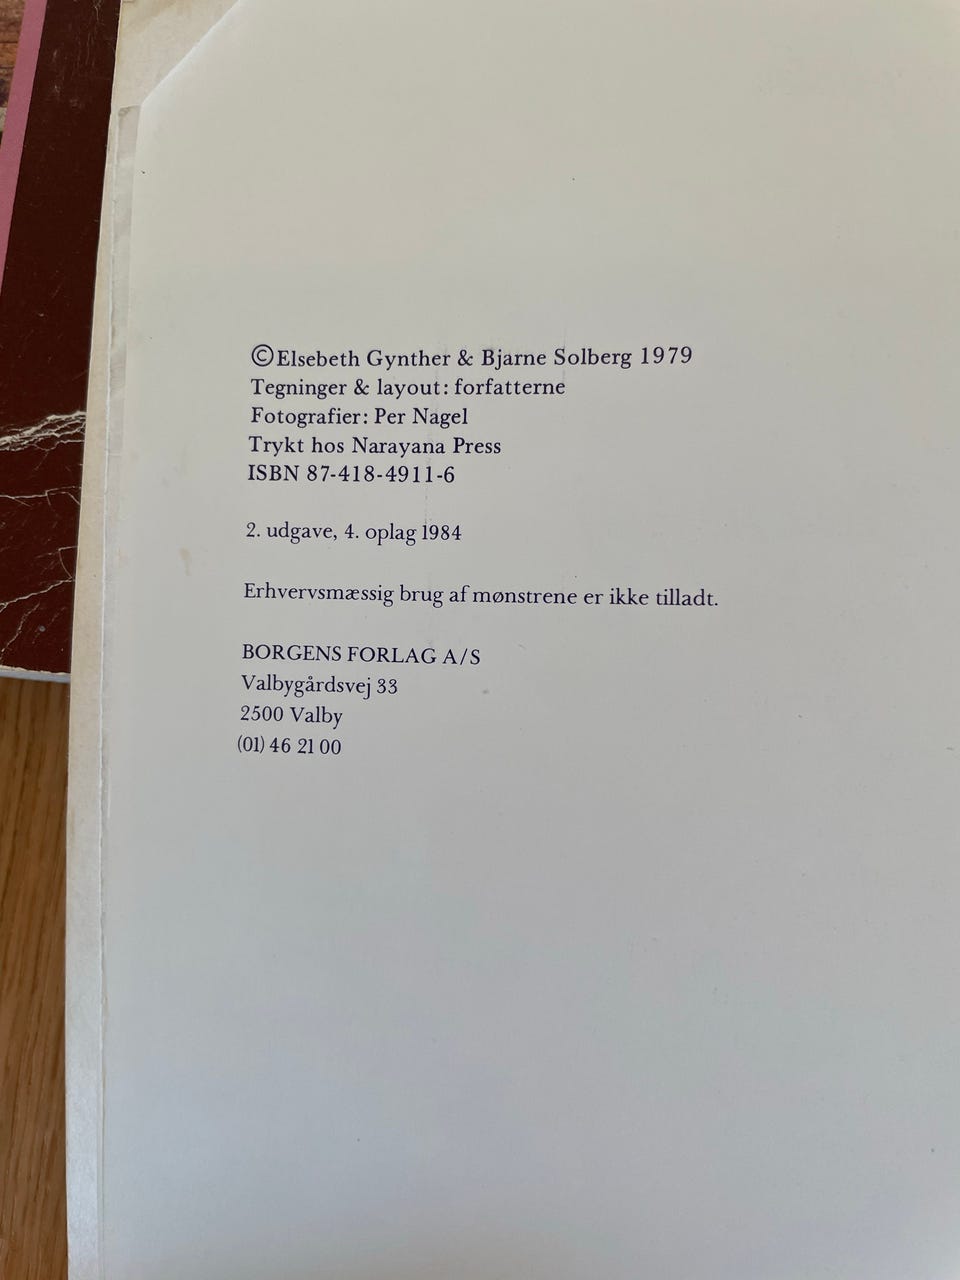 ©Elsebeth Gynther & Bjarne Solberg 1979
Tegninger & layout: forfatterne
Fotografier: Per Nagel
Trykt hos Narayana Press
ISBN 87-418-4911-6
2. udgave, 4. oplag 1984
Erhvervsmæssig brug af mønstrene er ikke tilladt.
BORGENS FORLAG A/S
Valbygårdsvej 33
2500 Valby
(01) 46 21 00